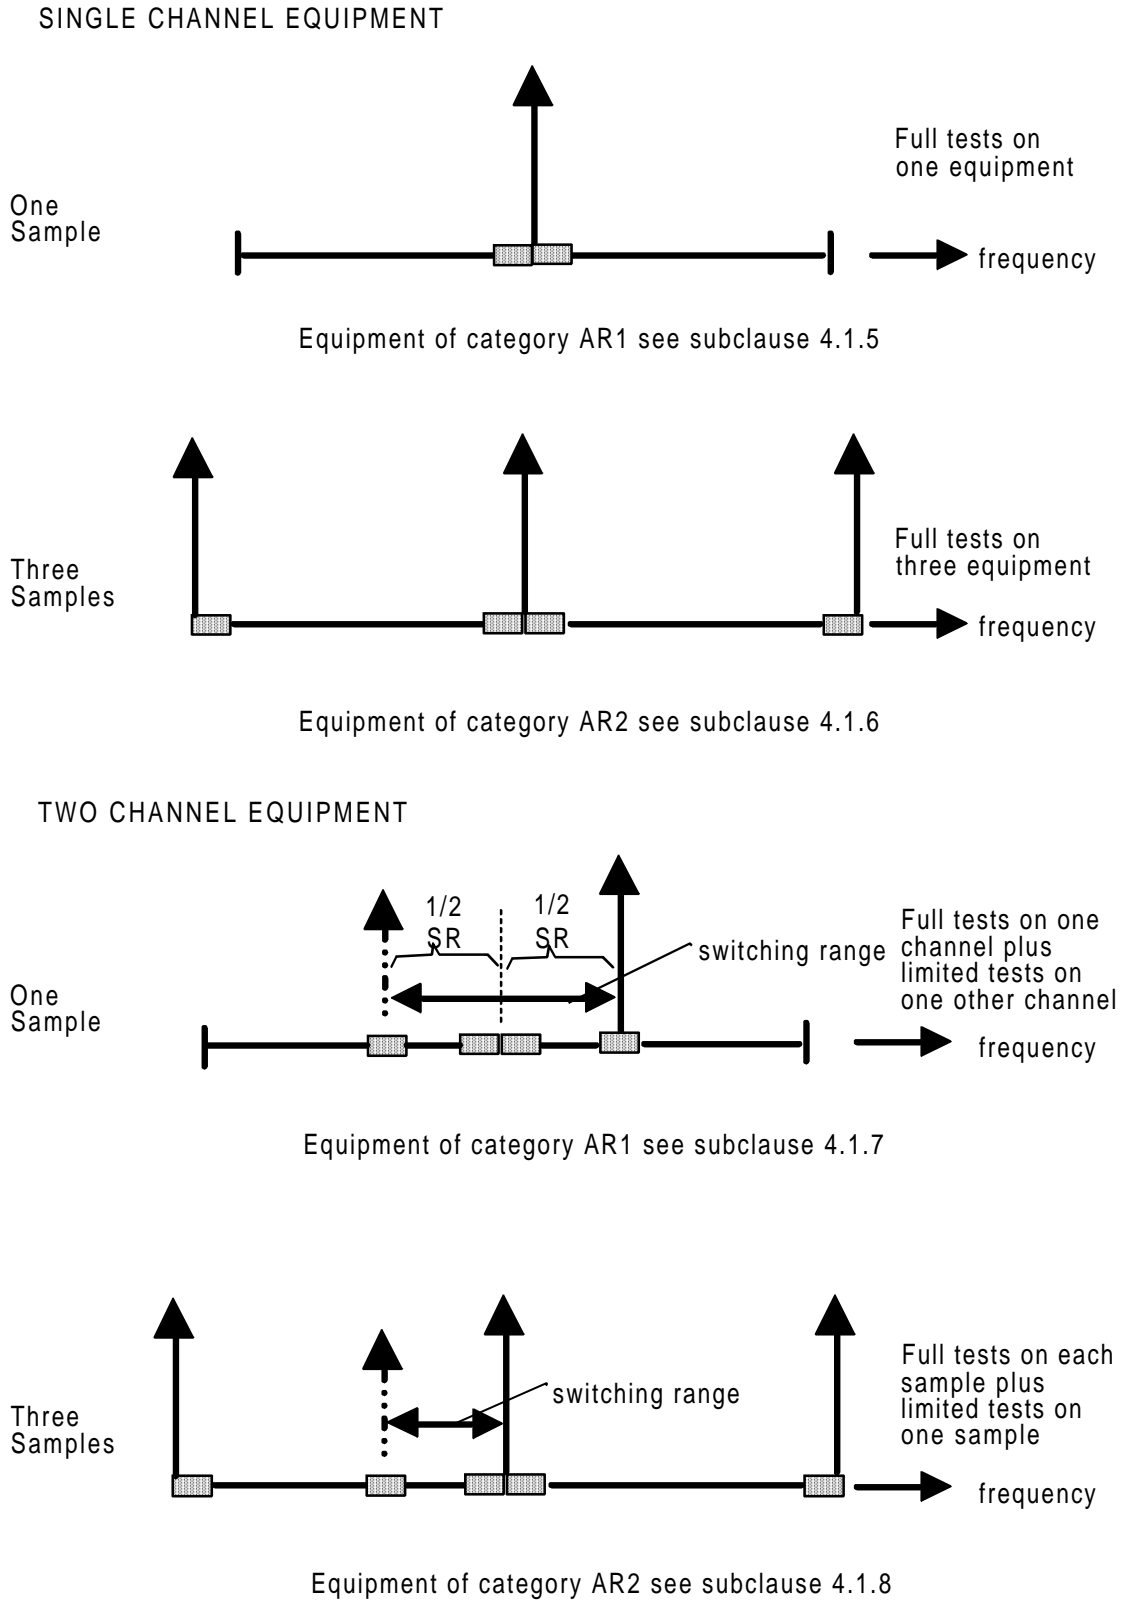 SINGLE CHANNEL EQUIPMENT
Full tests on
one equipment
One
Sample
frequency
Equipment of category AR1 see subclause 4.1.5
Full tests on
three equipment
Three
Samples
frequency
Equipment of category AR2 see subclause 4.1.6
TWO CHANNEL EQUIPMENT
1/2
SR
1/2
SR
switching range
Full tests on one
channel plus
limited tests on
one other channel
One
Sample
frequency
Equipment of category AR1 see subclause 4.1.7
switching range
Full tests on each
sample plus
limited tests on
one sample
Three
Samples
frequency
Equipment of category AR2 see subclause 4.1.8